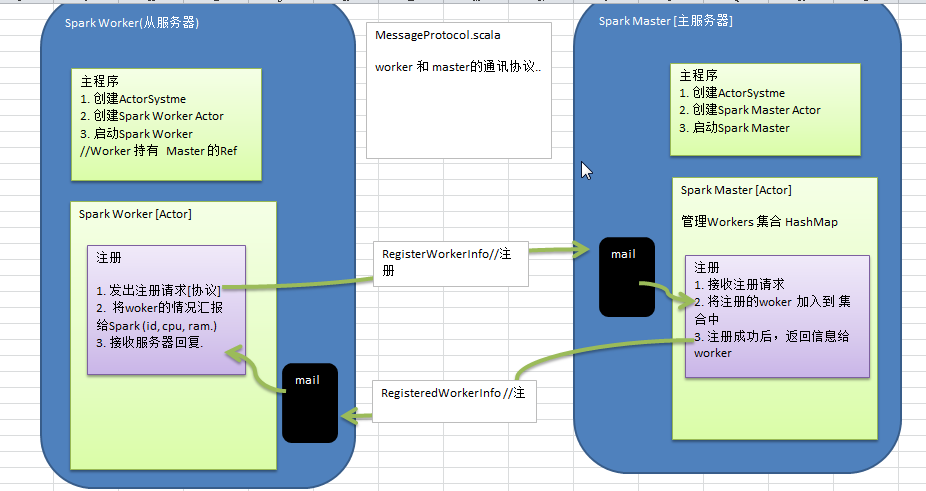 Spark Worker(从服务器)
主程序
1. 创建ActorSystme
2. 创建Spark Worker Actor
3. 启动Spark Worker
//Worker 持有 Master 的Ref
Spark Worker [Actor]
注册
1. 发出注册请求[协议]
2. 将woker的情况汇报
给Spark (id, cpu, ram.)
3. 接收服务器回复.
mail
MessageProtocol.scala
worker 和 master的通讯协议..
RegisterWorkerInfo//注
册
RegisteredWorkerInfo //注
Spark Master [主服务器]
主程序
1. 创建ActorSystme
2. 创建Spark Master Actor
3. 启动Spark Master
Spark Master [Actor]
管理Workers 集合 HashMap
mail
注册
1. 接收注册请求
2. 将注册的woker 加入到 集
合中
3. 注册成功后，返回信息给
worker